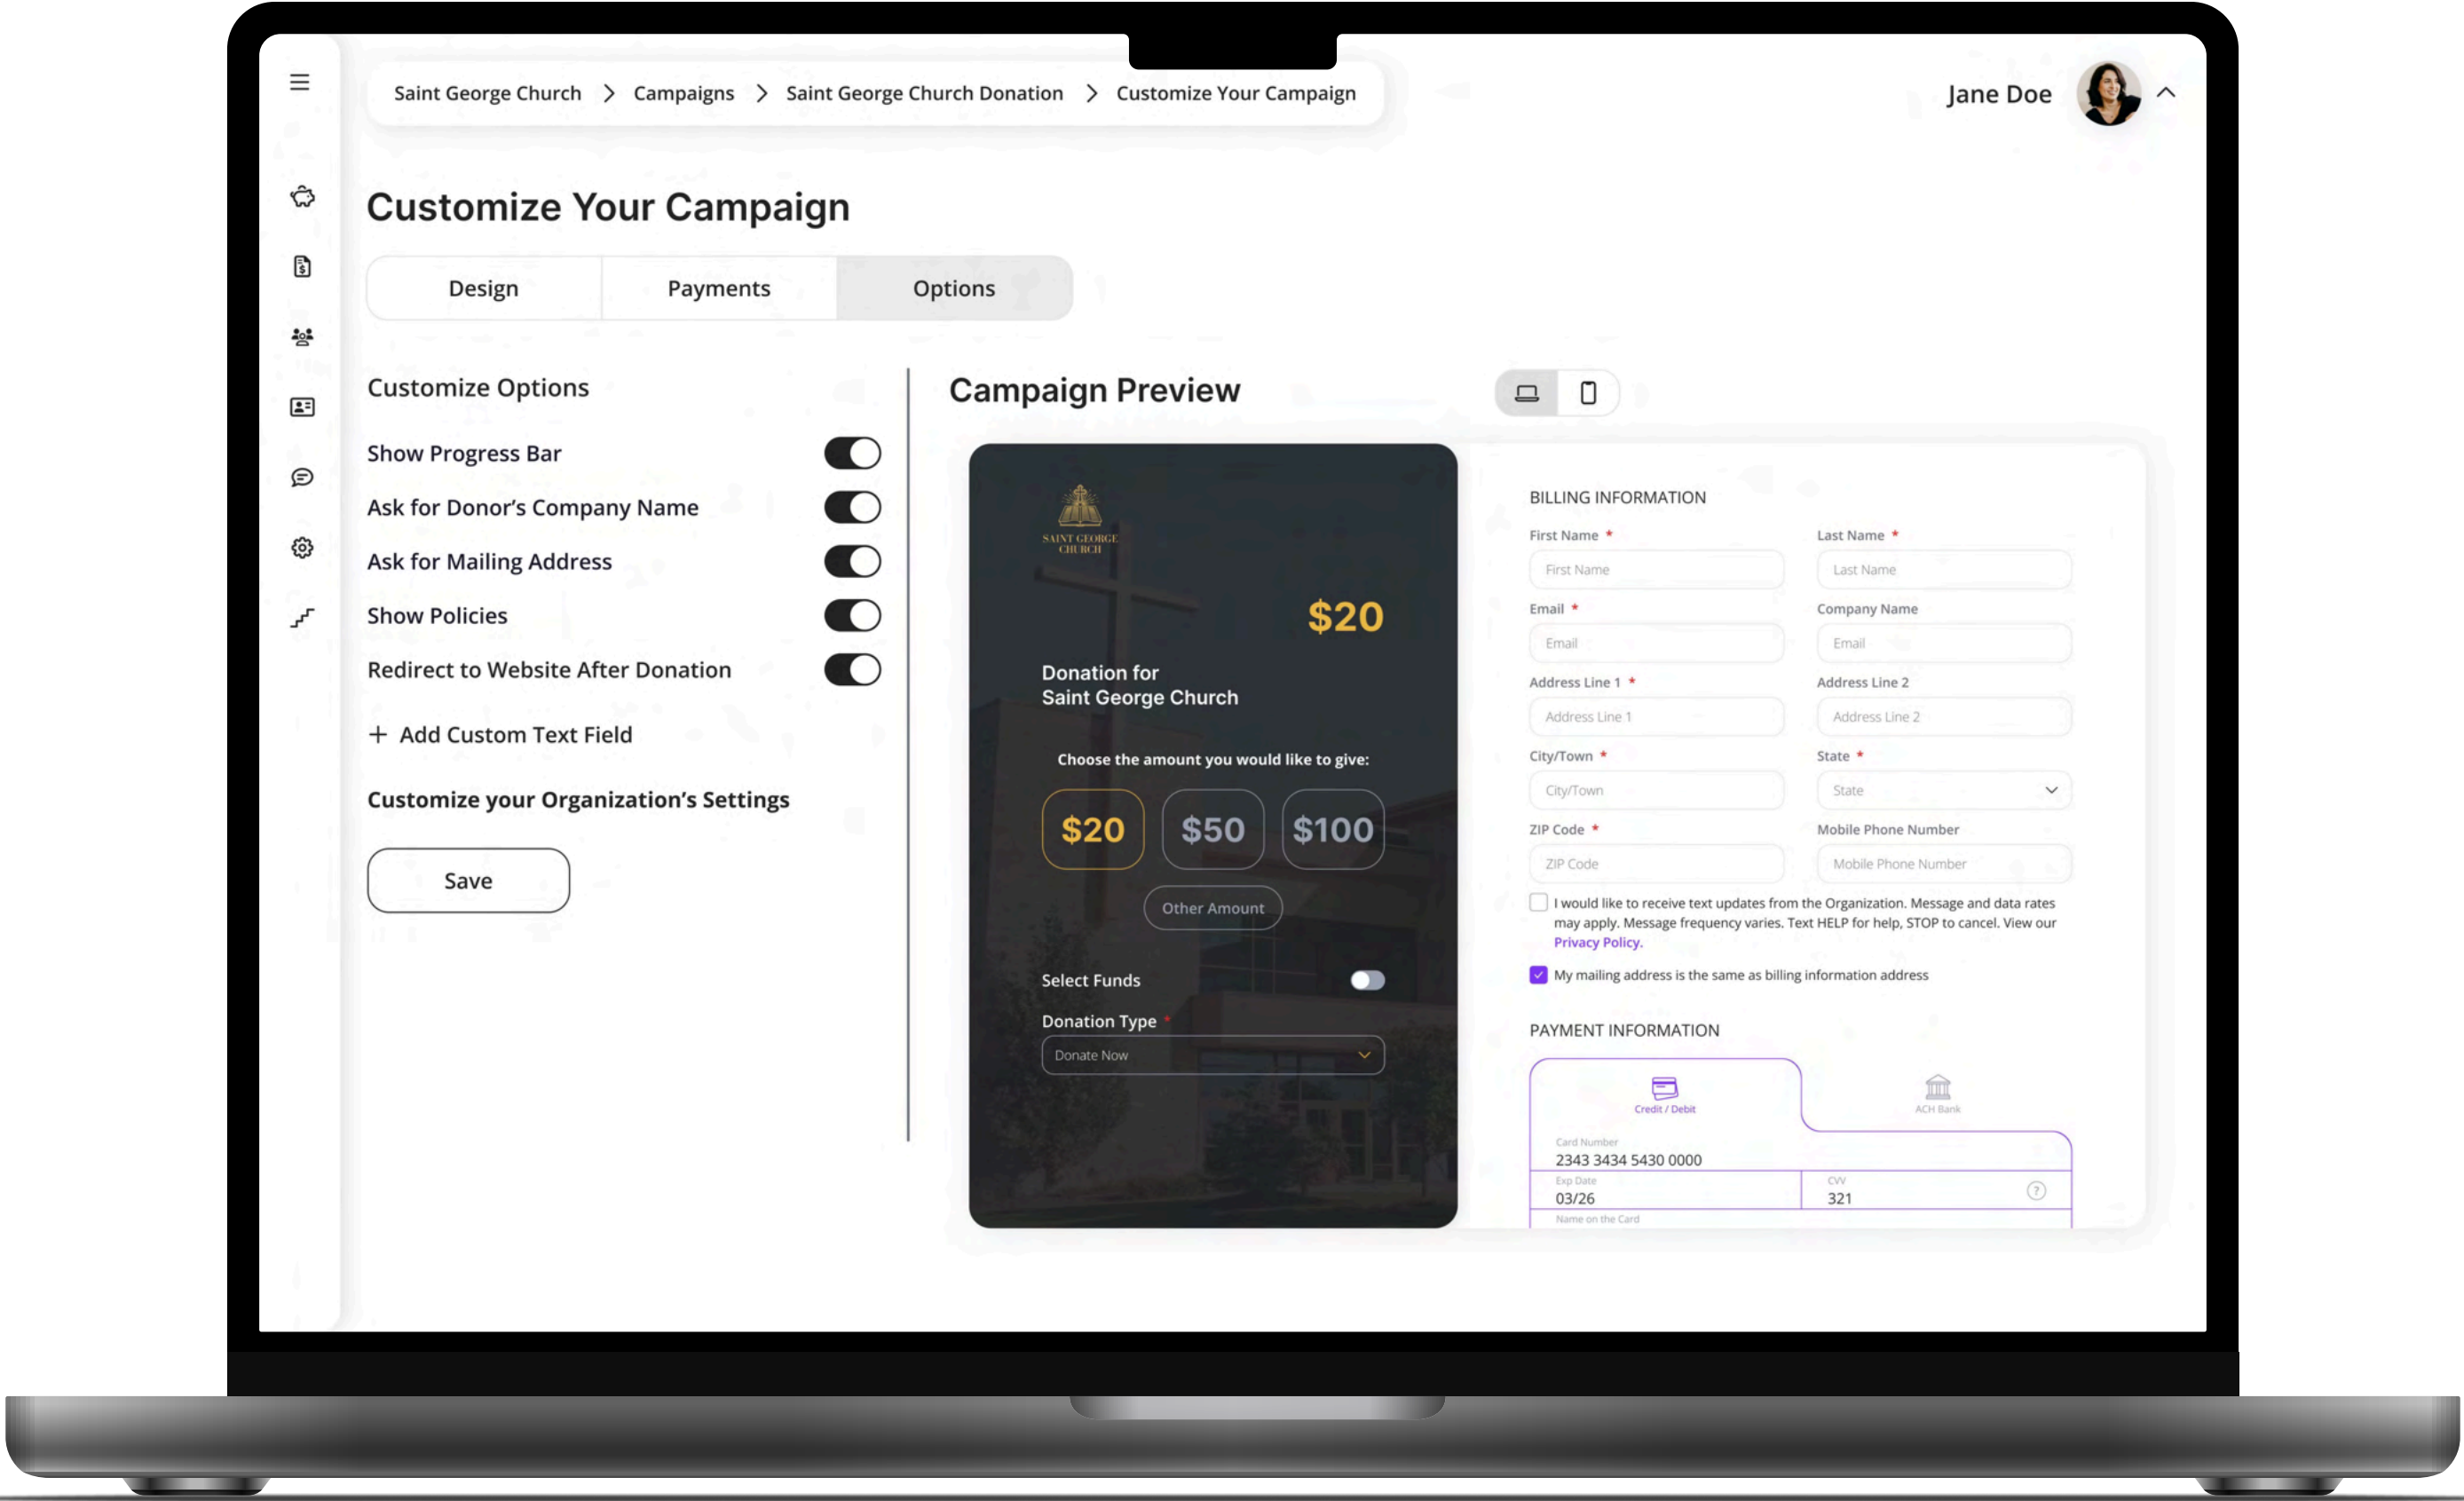 Saint George Church > Campaigns > Saint George Church Donation > Customize Your Campaign
Jane Doe
Customize Your Campaign
Design
Payments
Options
Customize Options
Show Progress Bar
Ask for Donor’s Company Name
Ask for Mailing Address
Show Policies
Redirect to Website After Donation
+ Add Custom Text Field
Customize your Organization’s Settings
Save
Campaign Preview
SAINT GEORGE
CHURCH
$20
Donation for
Saint George Church
Choose the amount you would like to give:
$20
$50
$100
Other Amount
Select Funds
Donation Type *
Donate Now
BILLING INFORMATION
First Name *
First Name
Last Name *
Last Name
Email *
Email
Company Name
Email
Address Line 1 *
Address Line 1
Address Line 2
Address Line 2
City/Town *
City/Town
State *
State
ZIP Code *
ZIP Code
Mobile Phone Number
Mobile Phone Number
I would like to receive text updates from the Organization. Message and data rates
may apply. Message frequency varies. Text HELP for help, STOP to cancel. View our
Privacy Policy.
My mailing address is the same as billing information address
PAYMENT INFORMATION
Credit / Debit
ACH Bank
Card Number
2343 3434 5430 0000
Exp Date
03/26
CVV
321
?
Name on the Card